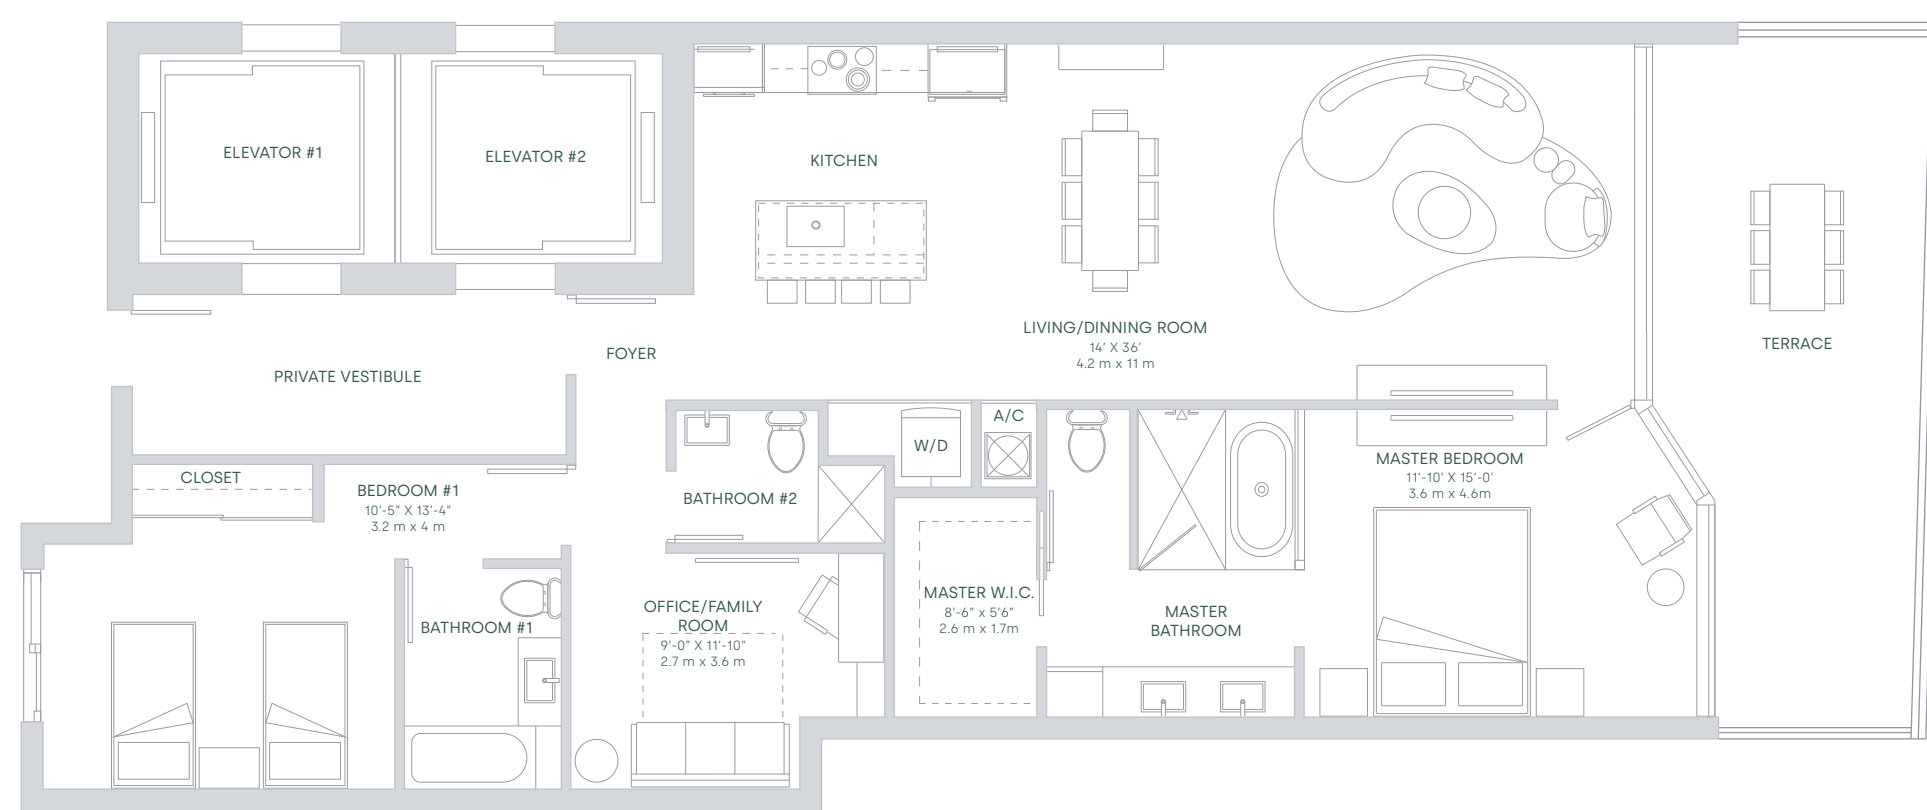 ELEVATOR #1
ELEVATOR #2
KITCHEN
LIVING/DINNING ROOM
14' X 36'
4.2 m x 11 m
TERRACE
FOYER
PRIVATE VESTIBULE
CLOSET
BEDROOM #1
10'-5" X 13'-4"
3.2 m x 4 m
BATHROOM #1
BATHROOM #2
W/D
A/C
OFFICE/FAMILY
ROOM
9'-0" X 11'-10"
2.7 m x 3.6 m
MASTER W.I.C.
8'-6" x 5'6"
2.6 m x 1.7m
MASTER
BATHROOM
MASTER BEDROOM
11'-10' X 15'-0'
3.6 m x 4.6m